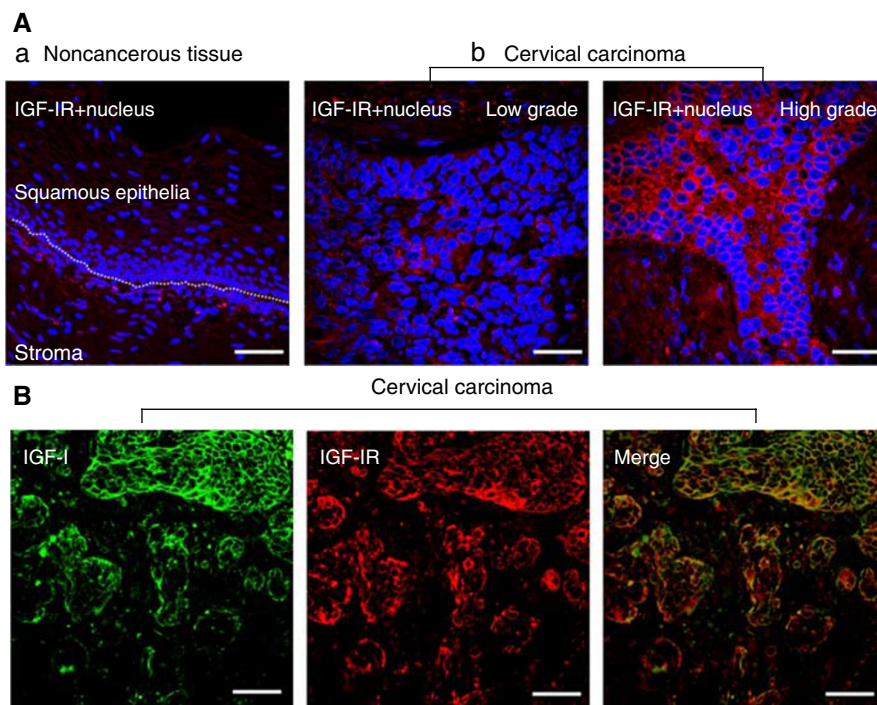 A
a Noncancerous tissue
b Cervical carcinoma
IGF-IR+nucleus
Squamous epithelia
Stroma
IGF-IR+nucleus Low grade
IGF-IR+nucleus High grade
B
Cervical carcinoma
IGF-I
IGF-IR
Merge